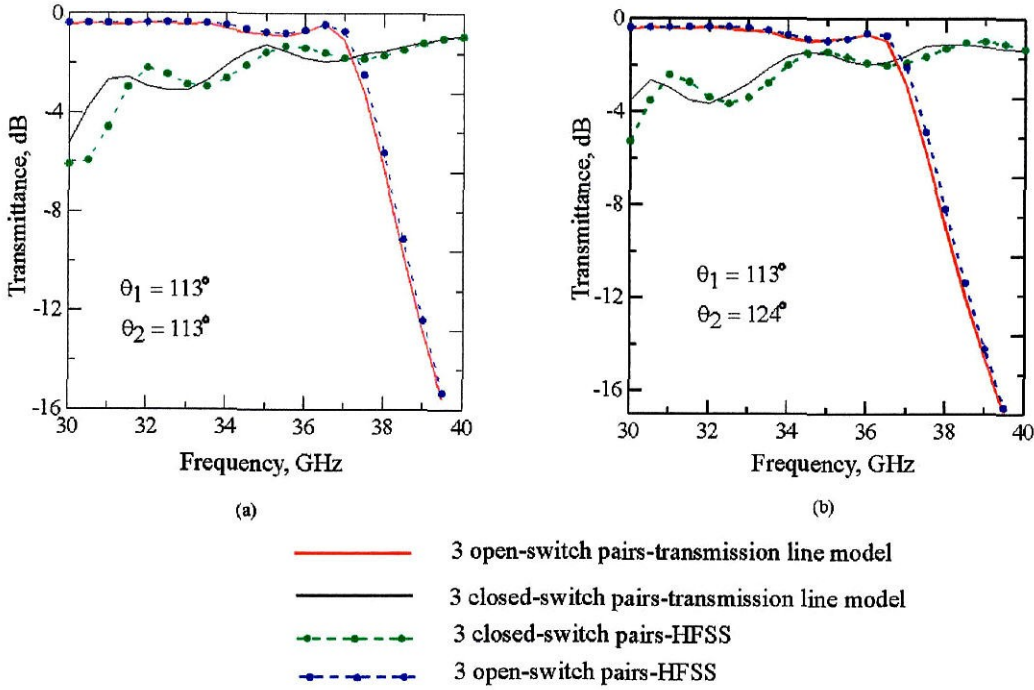 0
-4
-8
-12
-16
Transmittance, dB
θ1 = 113°
θ2 = 113°
30 32 34 36 38 40
Frequency, GHz
(a)
0
-4
-8
-12
-16
Transmittance, dB
θ1 = 113°
θ2 = 124°
30 32 34 36 38 40
Frequency, GHz
(b)
3 open-switch pairs-transmission line model
3 closed-switch pairs-transmission line model
3 closed-switch pairs-HFSS
3 open-switch pairs-HFSS